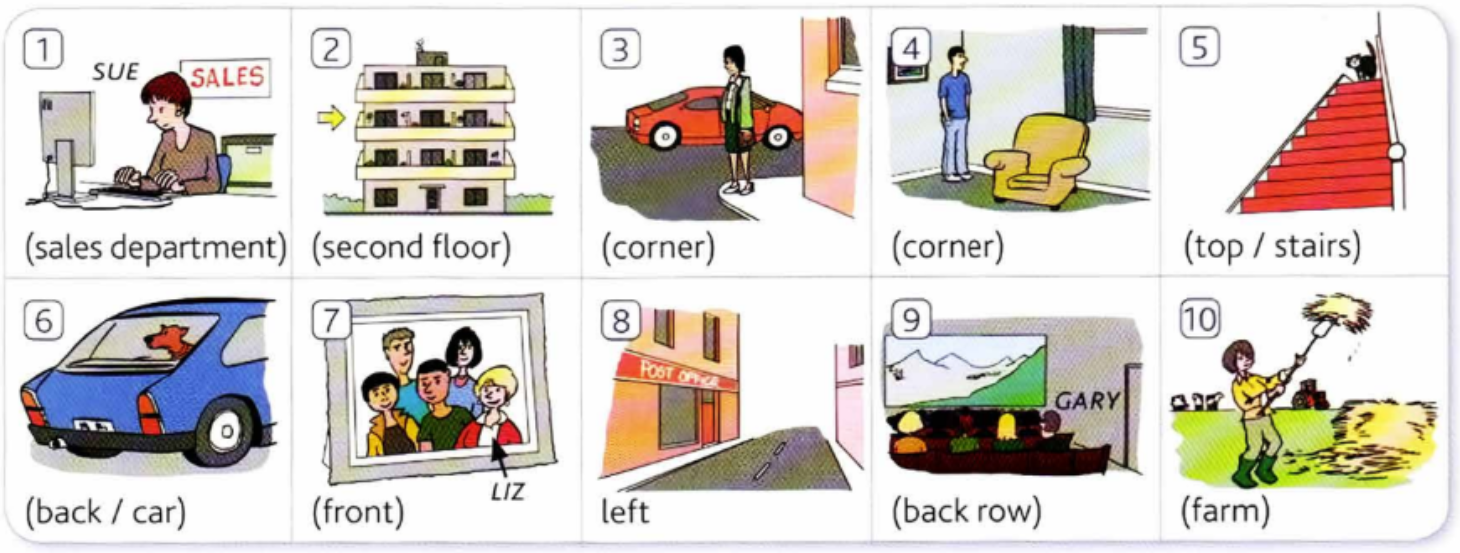 1
SUE
SALES
(sales department)
2
(second floor)
3
(corner)
4
(corner)
5
(top / stairs)
6
(back / car)
7
(front)
LIZ
8
POST OFFICE
left
9
GARY
(back row)
10
(farm)